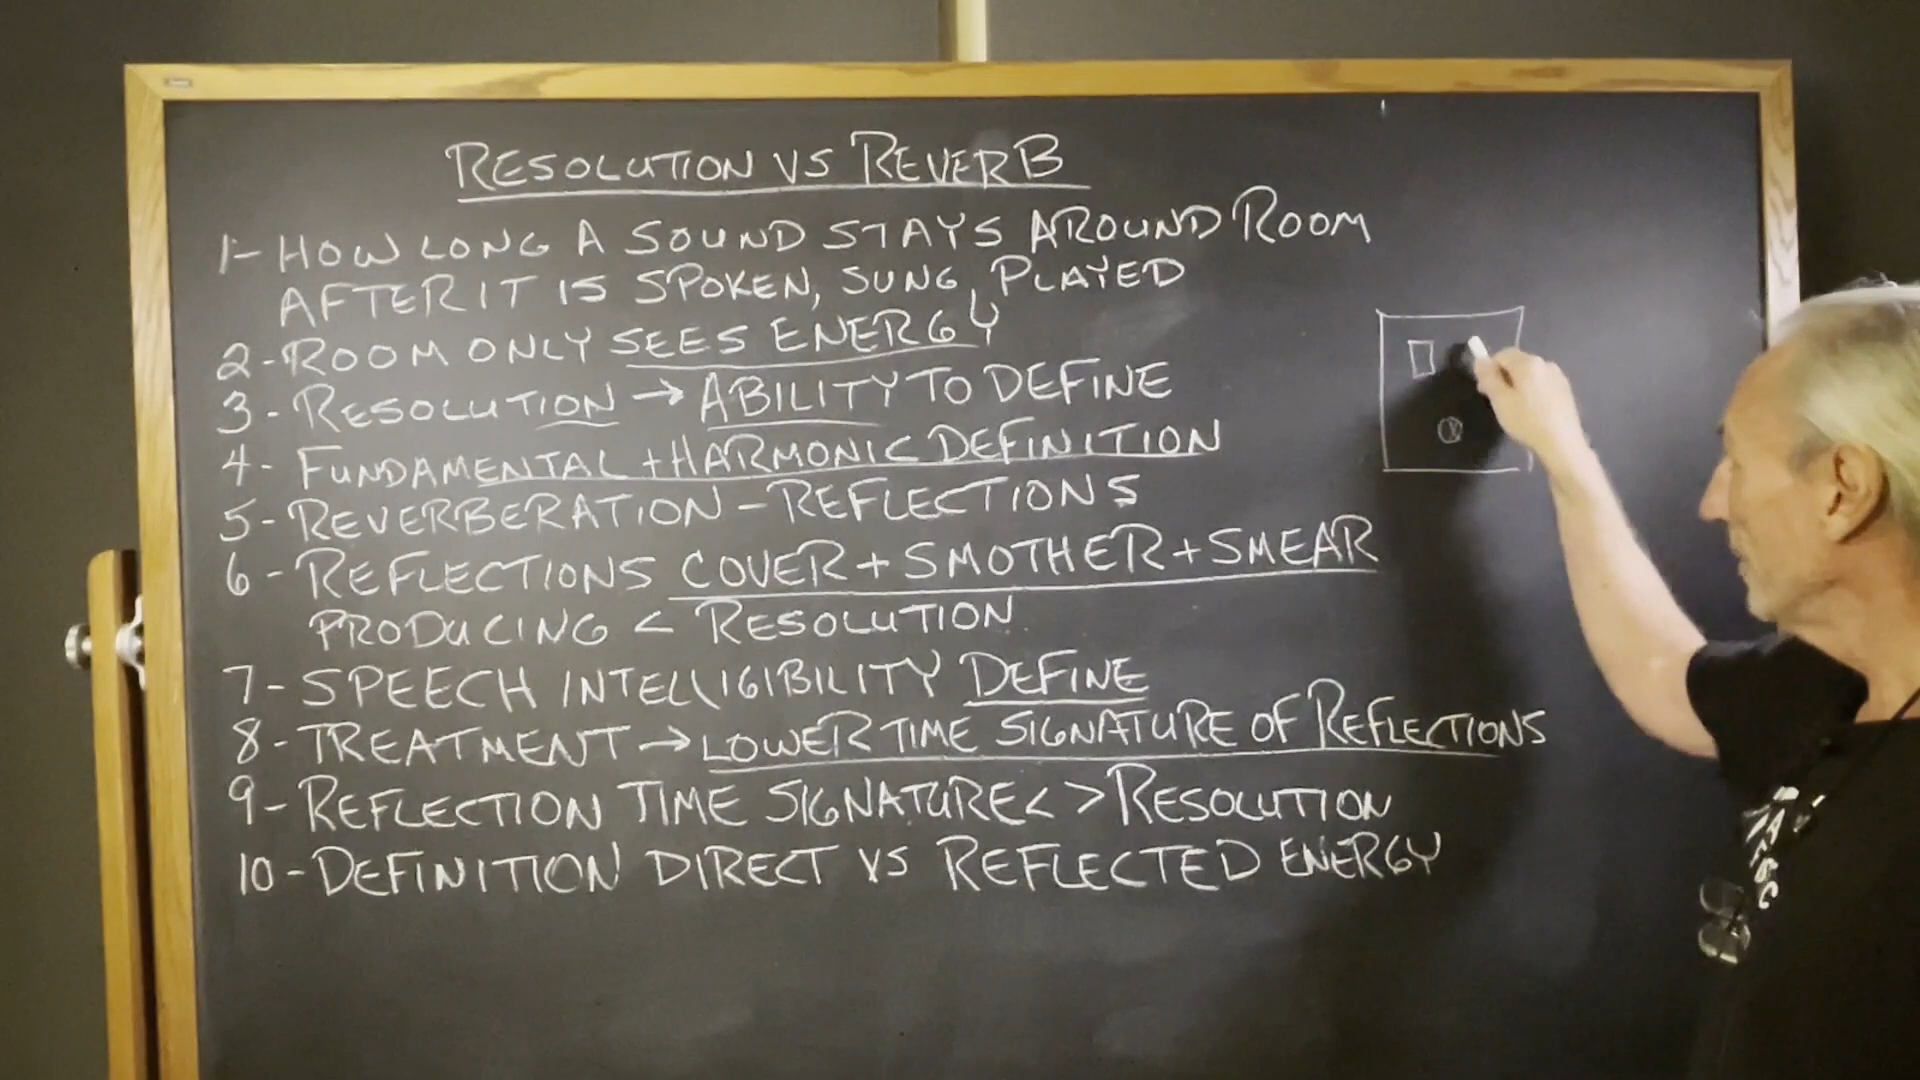 RESOLUTION VS REVERB
1- HOW LONG A SOUND STAYS AROUND ROOM
AFTER IT IS SPOKEN, SUNG, PLAYED
2- ROOM ONLY SEES ENERGY
3- RESOLUTION → ABILITY TO DEFINE
4- FUNDAMENTAL + HARMONIC DEFINITION
5- REVERBERATION - REFLECTIONS
6- REFLECTIONS COVER + SMOTHER + SMEAR
PRODUCING < RESOLUTION
7- SPEECH INTELLIGIBILITY DEFINE
8- TREATMENT → LOWER TIME SIGNATURE OF REFLECTIONS
9- REFLECTION TIME SIGNATURE < > RESOLUTION
10- DEFINITION DIRECT VS REFLECTED ENERGY